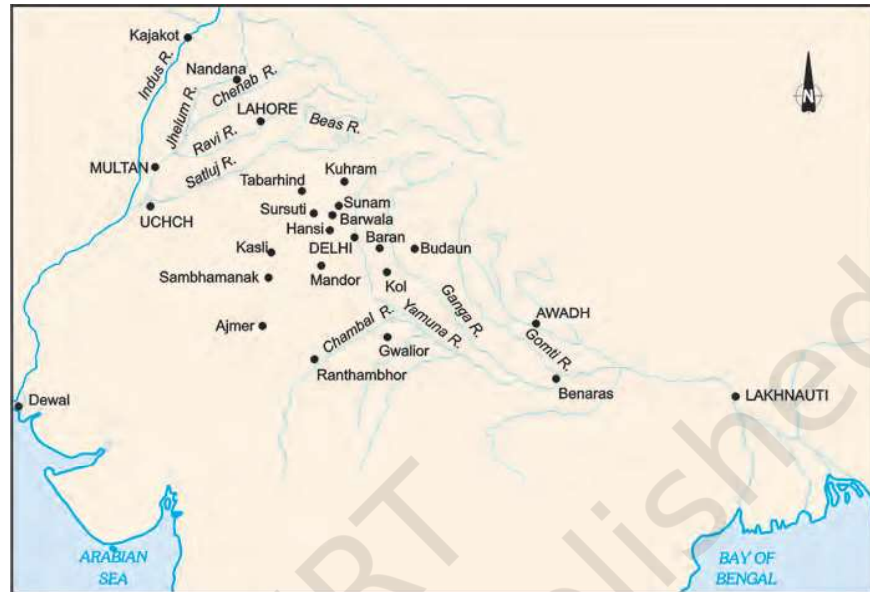 Kajakot
Indus R.
Nandana
Chenab R.
Jhelum R.
LAHORE
Beas R.
Ravi R.
MULTAN
Satluj R.
Kuhram
Tabarhind
UCHCH
Sursuti
Sunam
Barwala
Hansi
DELHI
Baran
Budaun
Kasli
Sambhamanak
Mandor
Kol
Ganga R.
AWADH
Ajmer
Chambal R.
Yamuna R.
Gomti R.
Gwalior
Ranthambhor
Benaras
LAKHNAUTI
Dewal
ARABIAN
SEA
BAY OF
BENGAL
N